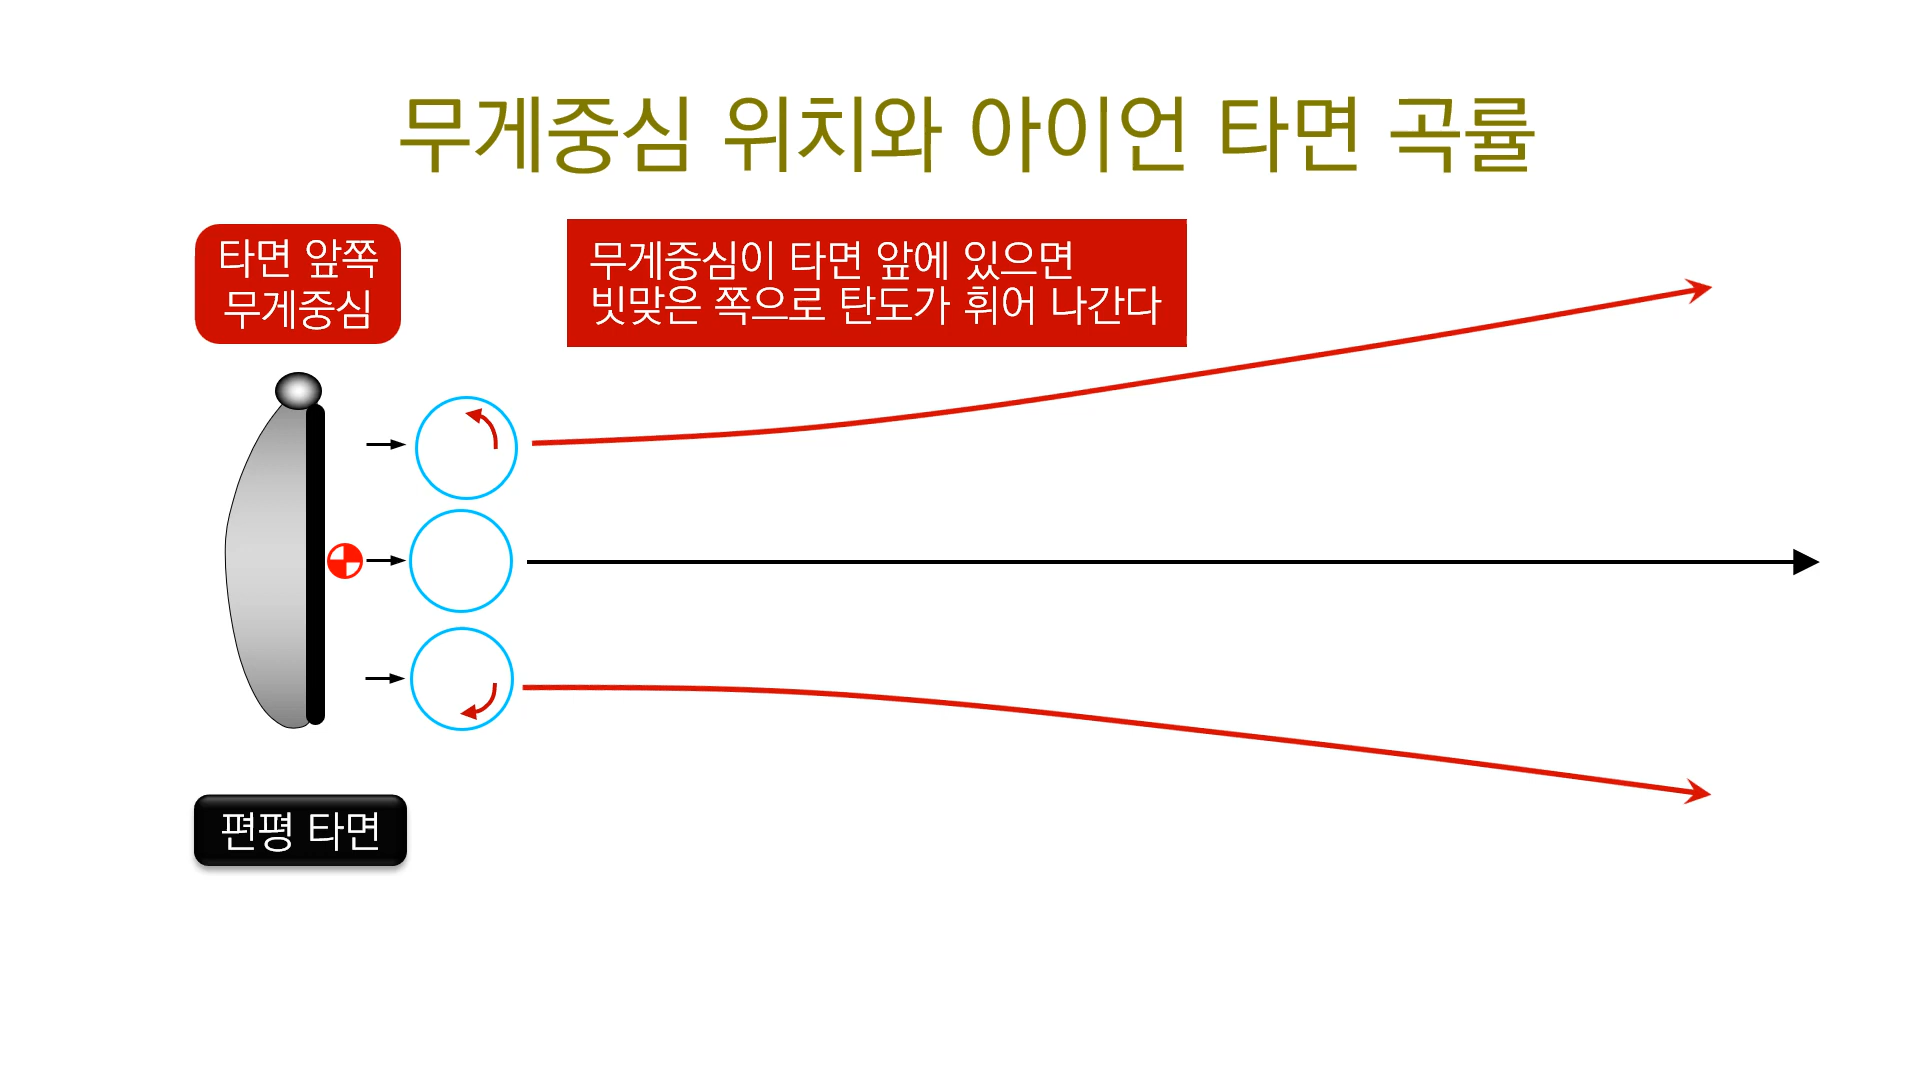 무게중심 위치와 아이언 타면 곡률
타면 앞쪽
무게중심
무게중심이 타면 앞에 있으면
빗맞은 쪽으로 탄도가 휘어 나간다
편평 타면